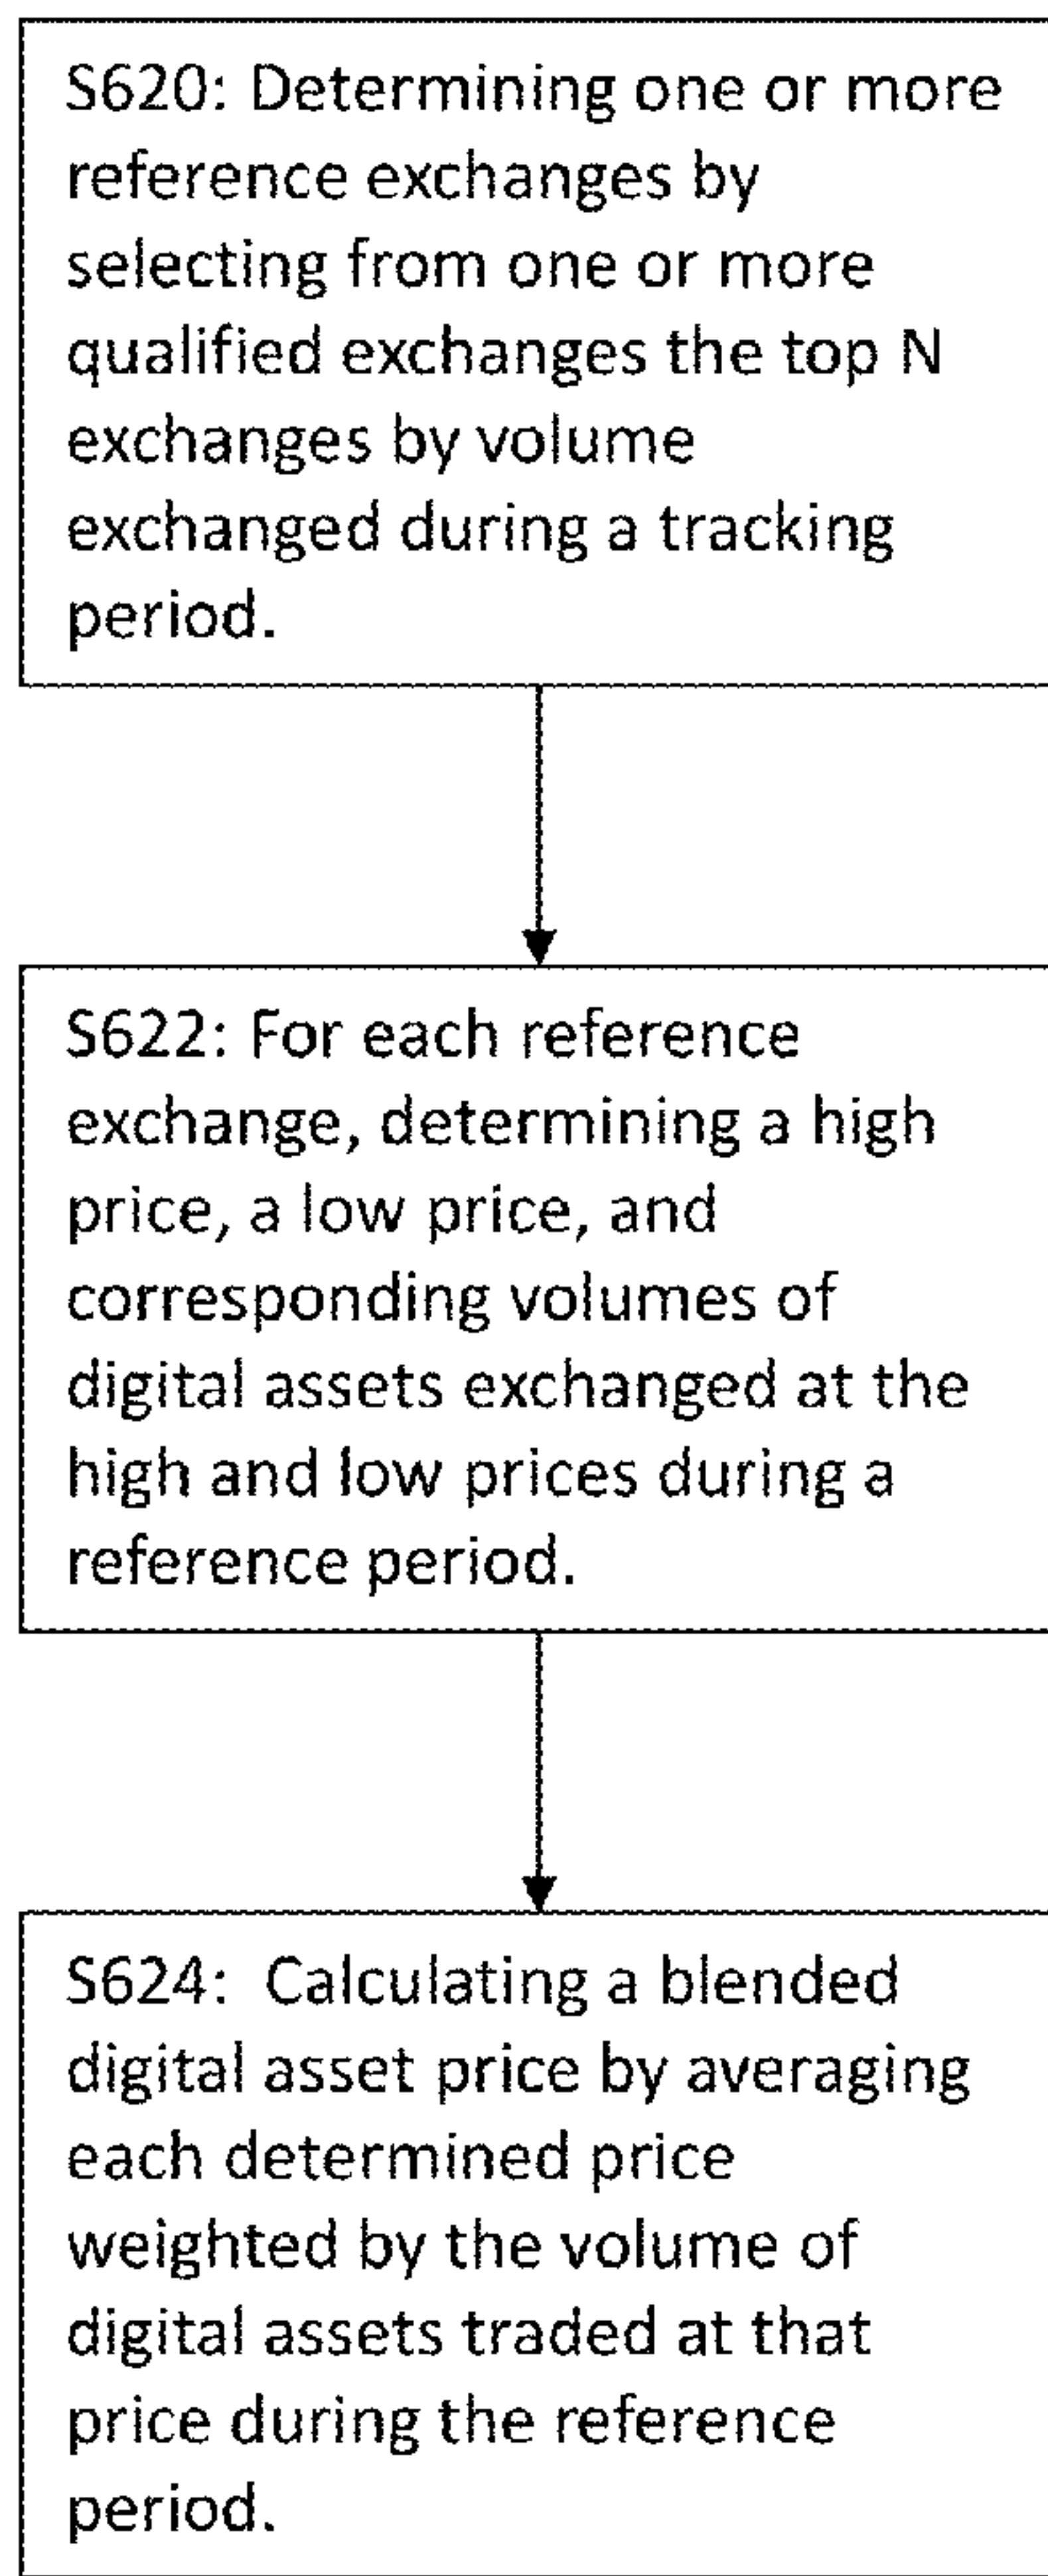 S620: Determining one or more
reference exchanges by
selecting from one or more
qualified exchanges the top N
exchanges by volume
exchanged during a tracking
period.
S622: For each reference
exchange, determining a high
price, a low price, and
corresponding volumes of
digital assets exchanged at the
high and low prices during a
reference period.
S624:  Calculating a blended
digital asset price by averaging
each determined price
weighted by the volume of
digital assets traded at that
price during the reference
period.